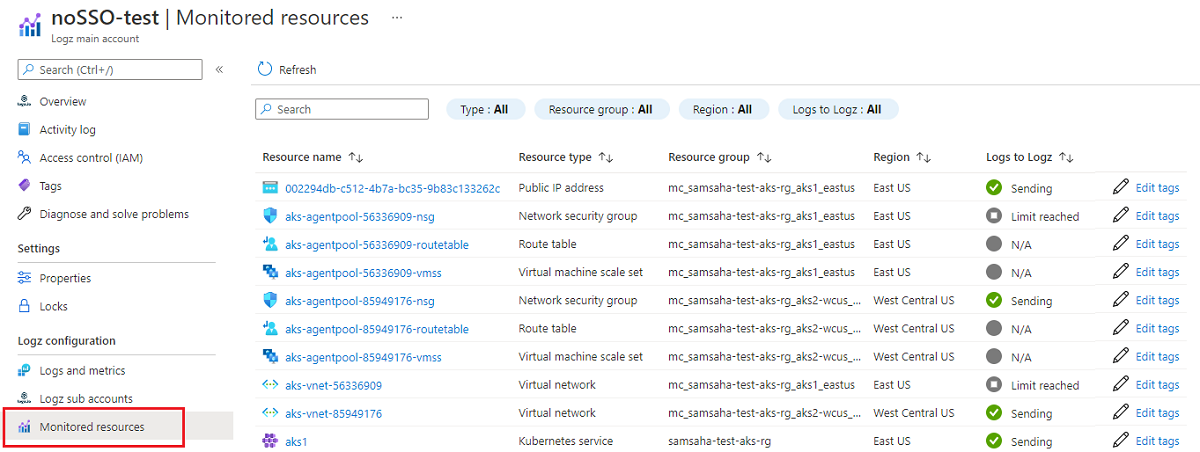 noSSO-test | Monitored resources ...
Logz main account
Search (Ctrl+/) «
Overview
Activity log
Access control (IAM)
Tags
Diagnose and solve problems
Settings
Properties
Locks
Logz configuration
Logs and metrics
Logz sub accounts
Monitored resources
Refresh
Search Type : All Resource group : All Region : All Logs to Logz : All
Resource name ↑↓ Resource type ↑↓ Resource group ↑↓ Region ↑↓ Logs to Logz ↑↓
002294db-c512-4b7a-bc35-9b83c133262c Public IP address mc_samsaha-test-aks-rg_aks1_eastus East US Sending Edit tags
aks-agentpool-56336909-nsg Network security group mc_samsaha-test-aks-rg_aks1_eastus East US Limit reached Edit tags
aks-agentpool-56336909-routetable Route table mc_samsaha-test-aks-rg_aks1_eastus East US N/A Edit tags
aks-agentpool-56336909-vmss Virtual machine scale set mc_samsaha-test-aks-rg_aks1_eastus East US N/A Edit tags
aks-agentpool-85949176-nsg Network security group mc_samsaha-test-aks-rg_aks2-wcus_... West Central US Sending Edit tags
aks-agentpool-85949176-routetable Route table mc_samsaha-test-aks-rg_aks2-wcus_... West Central US N/A Edit tags
aks-agentpool-85949176-vmss Virtual machine scale set mc_samsaha-test-aks-rg_aks2-wcus_... West Central US N/A Edit tags
aks-vnet-56336909 Virtual network mc_samsaha-test-aks-rg_aks1_eastus East US Limit reached Edit tags
aks-vnet-85949176 Virtual network mc_samsaha-test-aks-rg_aks2-wcus_... West Central US Sending Edit tags
aks1 Kubernetes service samsaha-test-aks-rg East US Sending Edit tags